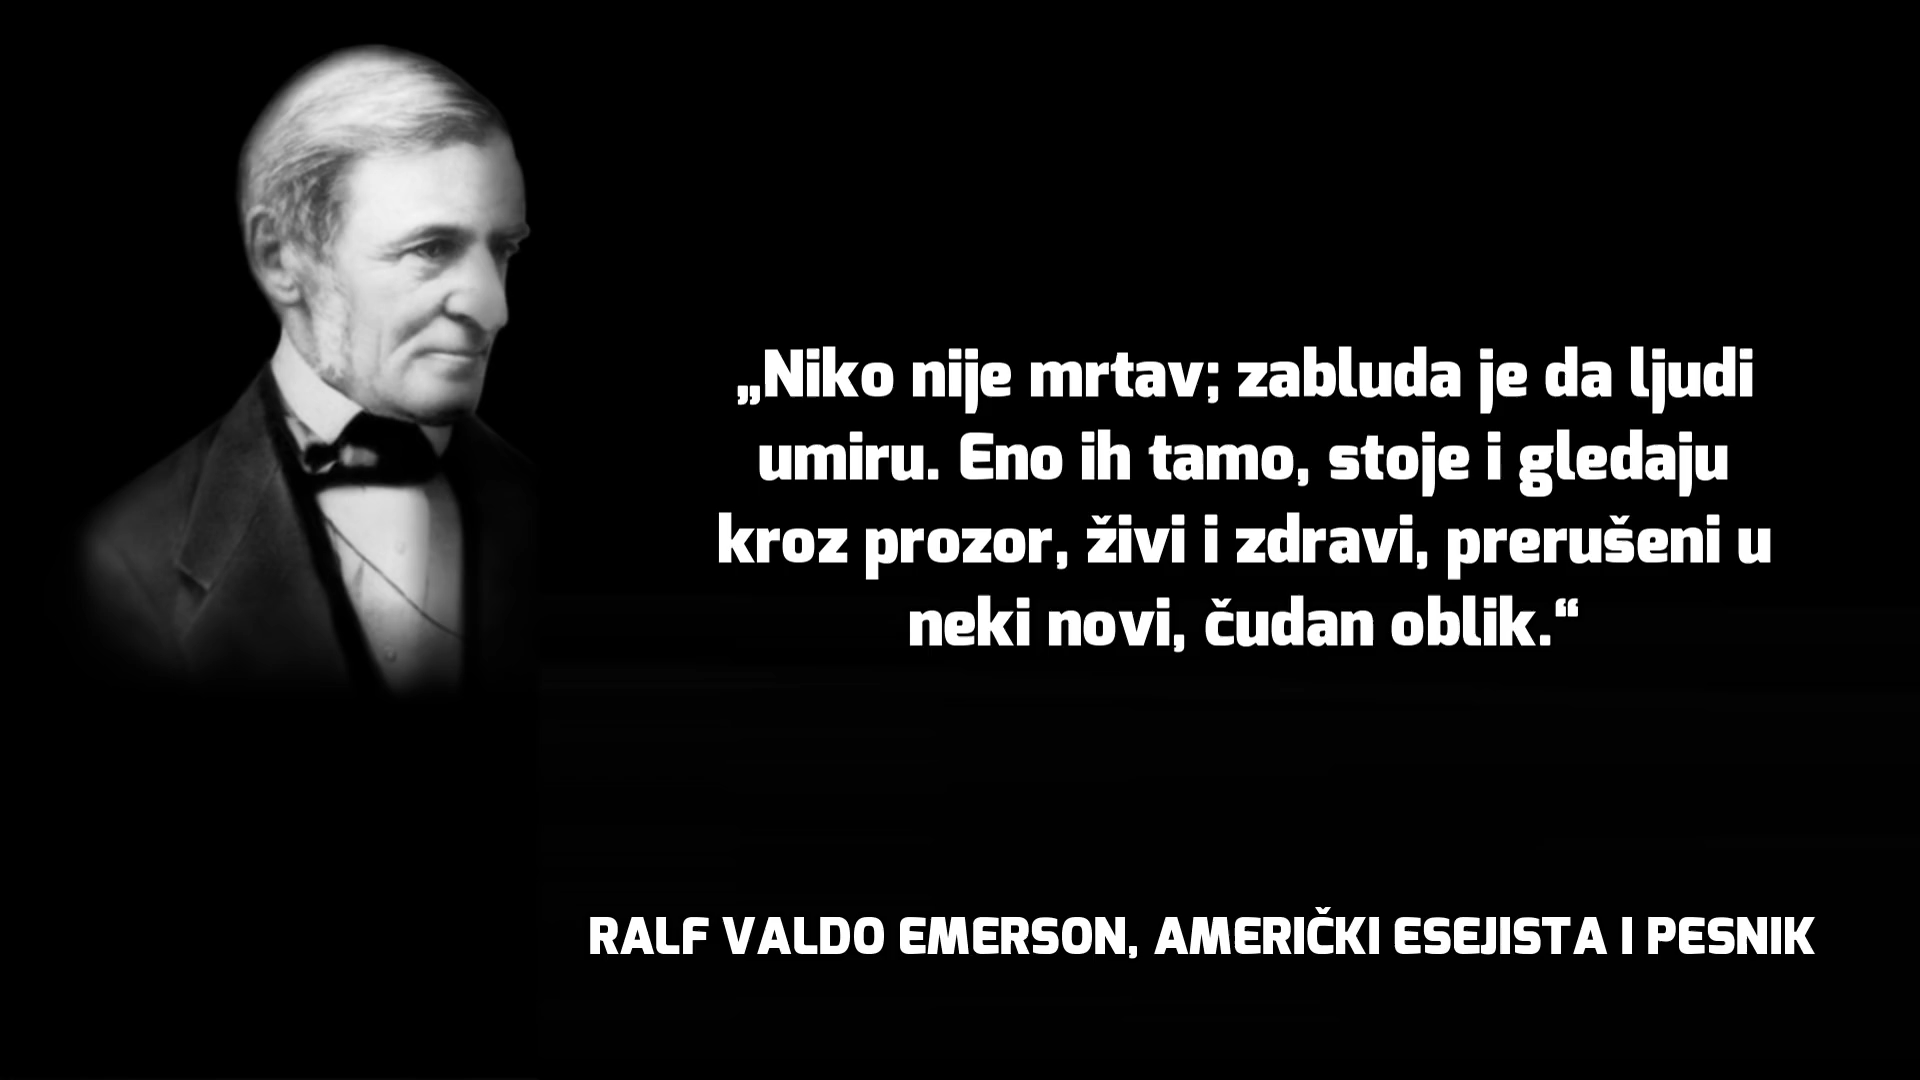 „Niko nije mrtav; zabluda je da ljudi
umiru. Eno ih tamo, stoje i gledaju
kroz prozor, živi i zdravi, prerušeni u
neki novi, čudan oblik.“
RALF VALDO EMERSON, AMERIČKI ESEJISTA I PESNIK